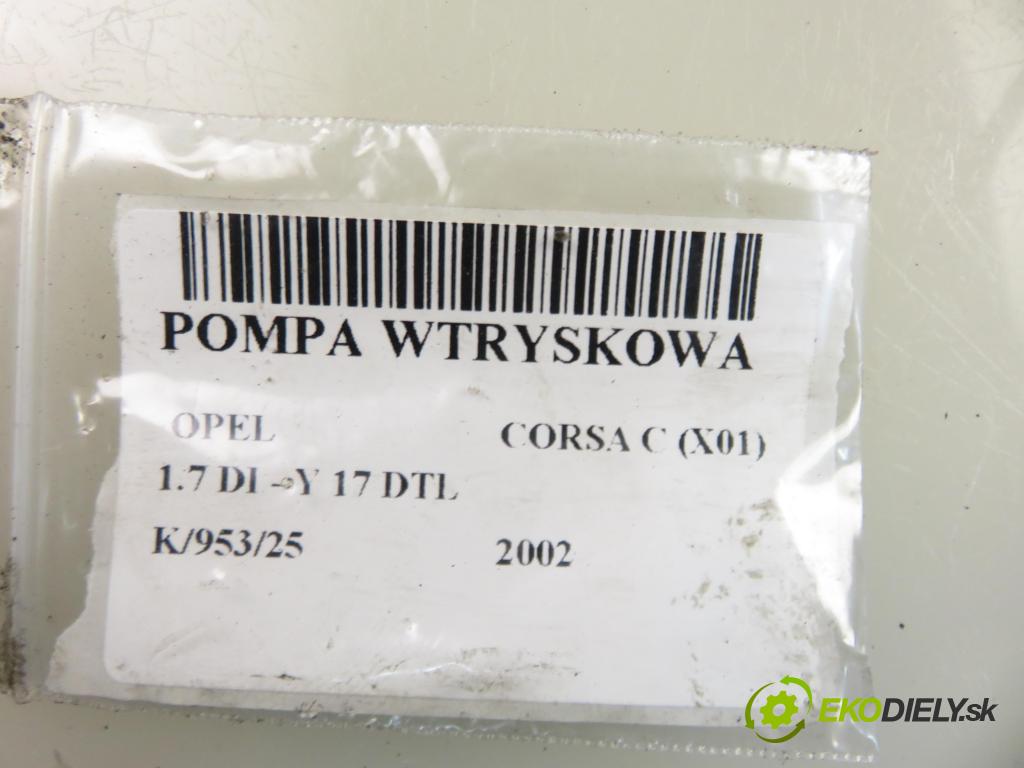 POMPA WTRYSKOWA
OPEL CORSA C (X01)
1.7 DI - Y 17 DTL
K/953/25 2002
EKODIELY.sk